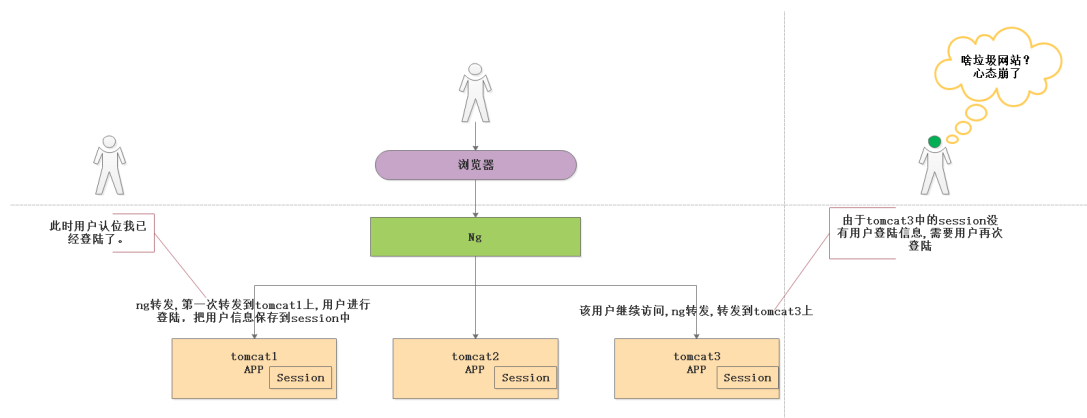 啥垃圾网站?
心态崩了
浏览器
此时用户认位我已
经登陆了。
Ng
由于tomcat3中的session没
有用户登陆信息,需要用户再次
登陆
ng转发,第一次转发到tomcat1上,用户进行
登陆。把用户信息保存到session中
该用户继续访问,ng转发,转发到tomcat3上
tomcat1
APP
Session
tomcat2
APP
Session
tomcat3
APP
Session